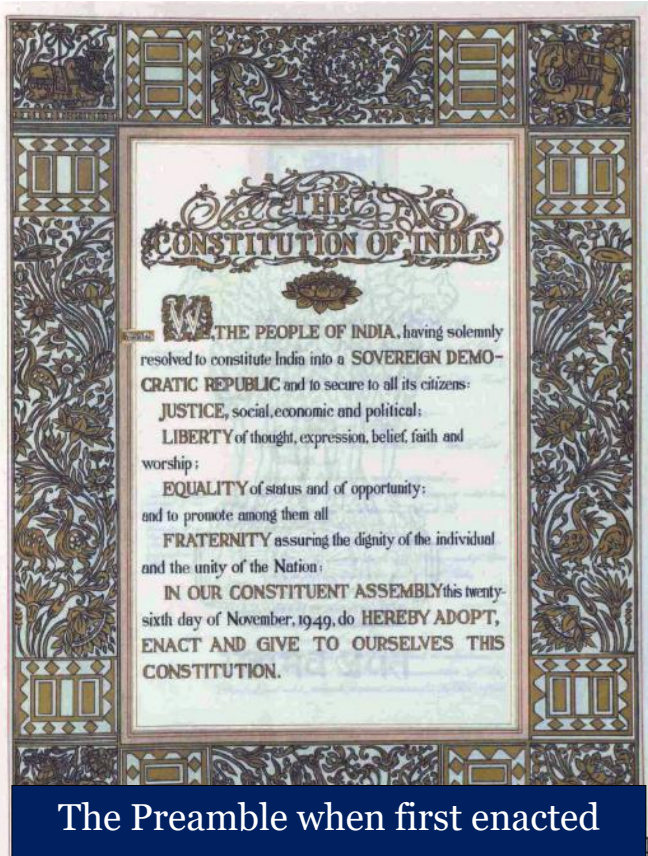 THE
CONSTITUTION OF INDIA
WE, THE PEOPLE OF INDIA, having solemnly
resolved to constitute India into a SOVEREIGN DEMO-
CRATIC REPUBLIC and to secure to all its citizens:
JUSTICE, social, economic and political;
LIBERTY of thought, expression, belief, faith and
worship;
EQUALITY of status and of opportunity;
and to promote among them all
FRATERNITY assuring the dignity of the individual
and the unity of the Nation;
IN OUR CONSTITUENT ASSEMBLY this twenty-
sixth day of November, 1949, do HEREBY ADOPT,
ENACT AND GIVE TO OURSELVES THIS
CONSTITUTION.
The Preamble when first enacted